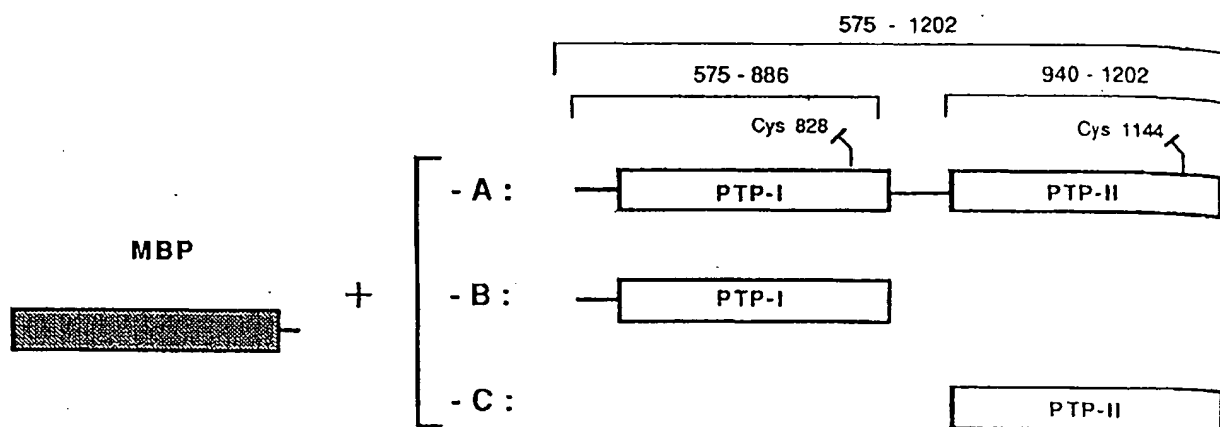 575 - 1202
575 - 886
940 - 1202
Cys 828
Cys 1144
- A :
PTP-I
PTP-II
MBP
+
- B :
PTP-I
- C :
PTP-II